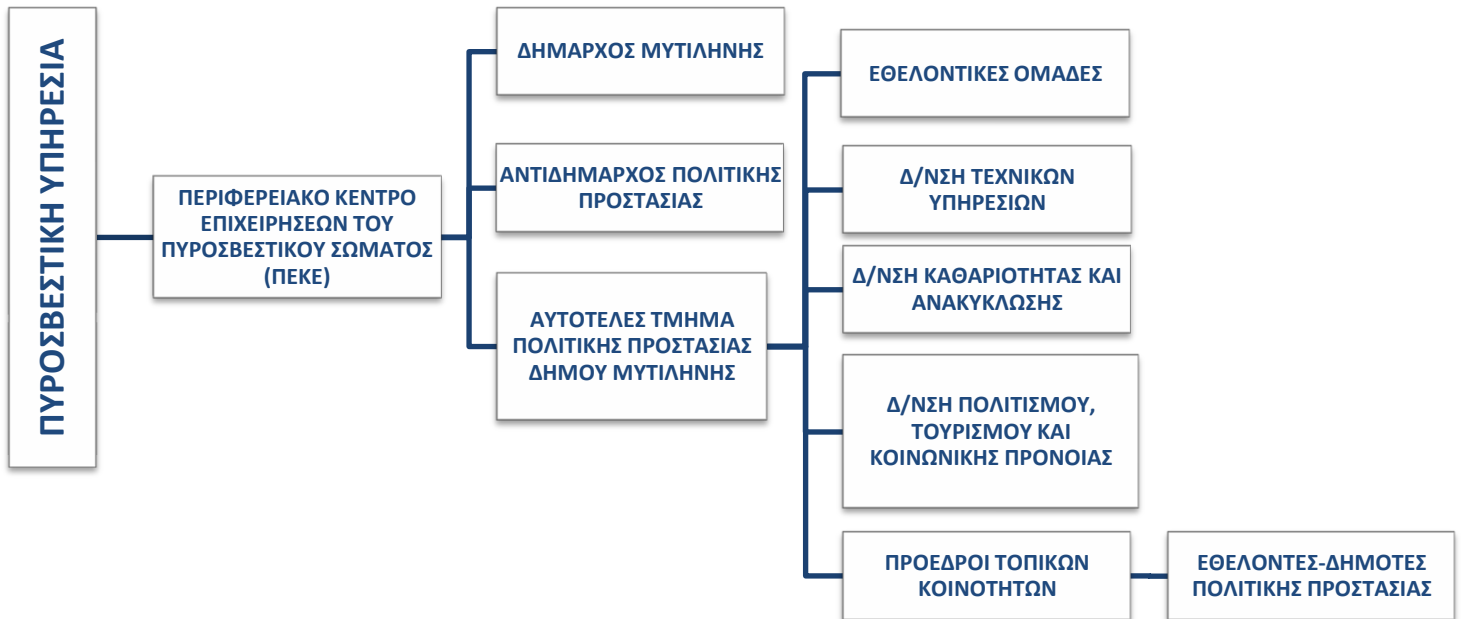 ΠΥΡΟΣΒΕΣΤΙΚΗ ΥΠΗΡΕΣΙΑ
ΠΕΡΙΦΕΡΕΙΑΚΟ ΚΕΝΤΡΟ
ΕΠΙΧΕΙΡΗΣΕΩΝ ΤΟΥ
ΠΥΡΟΣΒΕΣΤΙΚΟΥ ΣΩΜΑΤΟΣ
(ΠΕΚΕ)
ΔΗΜΑΡΧΟΣ ΜΥΤΙΛΗΝΗΣ
ΑΝΤΙΔΗΜΑΡΧΟΣ ΠΟΛΙΤΙΚΗΣ
ΠΡΟΣΤΑΣΙΑΣ
ΑΥΤΟΤΕΛΕΣ ΤΜΗΜΑ
ΠΟΛΙΤΙΚΗΣ ΠΡΟΣΤΑΣΙΑΣ
ΔΗΜΟΥ ΜΥΤΙΛΗΝΗΣ
ΕΘΕΛΟΝΤΙΚΕΣ ΟΜΑΔΕΣ
Δ/ΝΣΗ ΤΕΧΝΙΚΩΝ
ΥΠΗΡΕΣΙΩΝ
Δ/ΝΣΗ ΚΑΘΑΡΙΟΤΗΤΑΣ ΚΑΙ
ΑΝΑΚΥΚΛΩΣΗΣ
Δ/ΝΣΗ ΠΟΛΙΤΙΣΜΟΥ,
ΤΟΥΡΙΣΜΟΥ ΚΑΙ
ΚΟΙΝΩΝΙΚΗΣ ΠΡΟΝΟΙΑΣ
ΠΡΟΕΔΡΟΙ ΤΟΠΙΚΩΝ
ΚΟΙΝΟΤΗΤΩΝ
ΕΘΕΛΟΝΤΕΣ-ΔΗΜΟΤΕΣ
ΠΟΛΙΤΙΚΗΣ ΠΡΟΣΤΑΣΙΑΣ